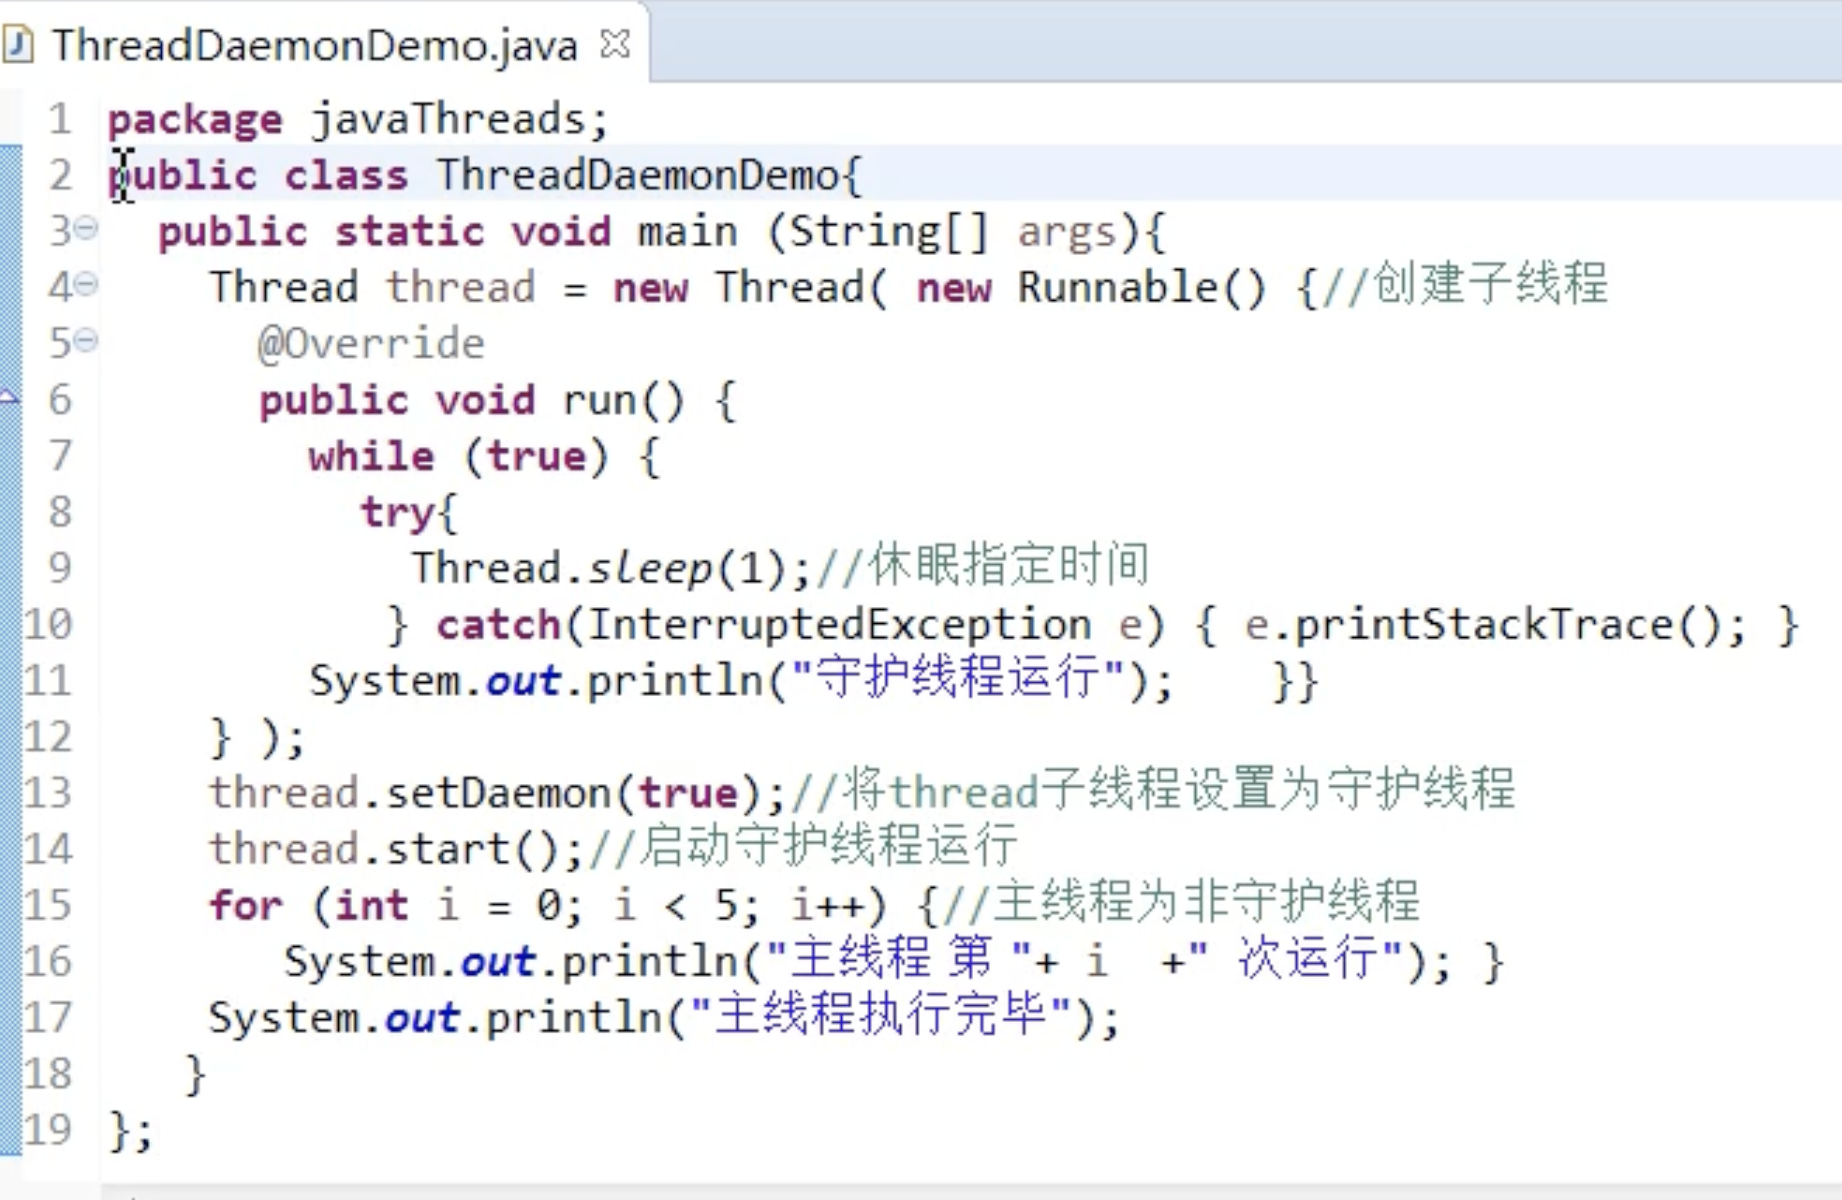 ThreadDaemonDemo.java
1 package javaThreads;
2 public class ThreadDaemonDemo{
3 public static void main (String[] args){
4 Thread thread = new Thread( new Runnable() {//创建子线程
5 @Override
6 public void run() {
7 while (true) {
8 try{
9 Thread.sleep(1);//休眠指定时间
10 } catch(InterruptedException e) { e.printStackTrace(); }
11 System.out.println("守护线程运行"); }}
12 } );
13 thread.setDaemon(true);//将thread子线程设置为守护线程
14 thread.start();//启动守护线程运行
15 for (int i = 0; i < 5; i++) {//主线程为非守护线程
16 System.out.println("主线程 第 "+ i +" 次运行"); }
17 System.out.println("主线程执行完毕");
18 }
19 };